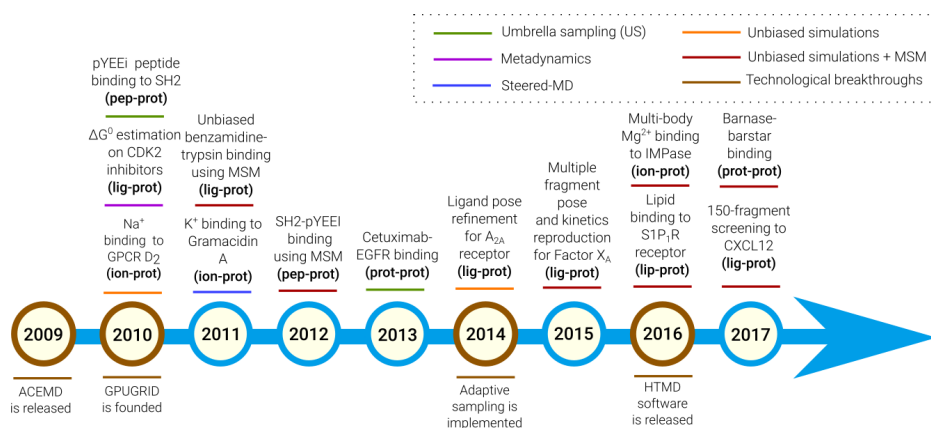 Umbrella sampling (US)
Metadynamics
Steered-MD
Unbiased simulations
Unbiased simulations + MSM
Technological breakthroughs
pYEEi peptide
binding to SH2
(pep-prot)
ΔG⁰ estimation
on CDK2
inhibitors
(lig-prot)
Na⁺
binding to
GPCR D₂
(ion-prot)
Unbiased
benzamidine-
trypsin binding
using MSM
(lig-prot)
K⁺ binding to
Gramacidin
A
(ion-prot)
SH2-pYEEI
binding
using MSM
(pep-prot)
Cetuximab-
EGFR binding
(prot-prot)
Ligand pose
refinement
for A₂A
receptor
(lig-prot)
Multiple
fragment
pose
and kinetics
reproduction
for Factor Xᴀ
(lig-prot)
Multi-body
Mg²⁺ binding
to IMPase
(ion-prot)
Lipid
binding to
S1P₁R
receptor
(lip-prot)
Barnase-
barstar
binding
(prot-prot)
150-fragment
screening to
CXCL12
(lig-prot)
2009
2010
2011
2012
2013
2014
2015
2016
2017
ACEMD
is released
GPUGRID
is founded
Adaptive
sampling is
implemented
HTMD
software
is released